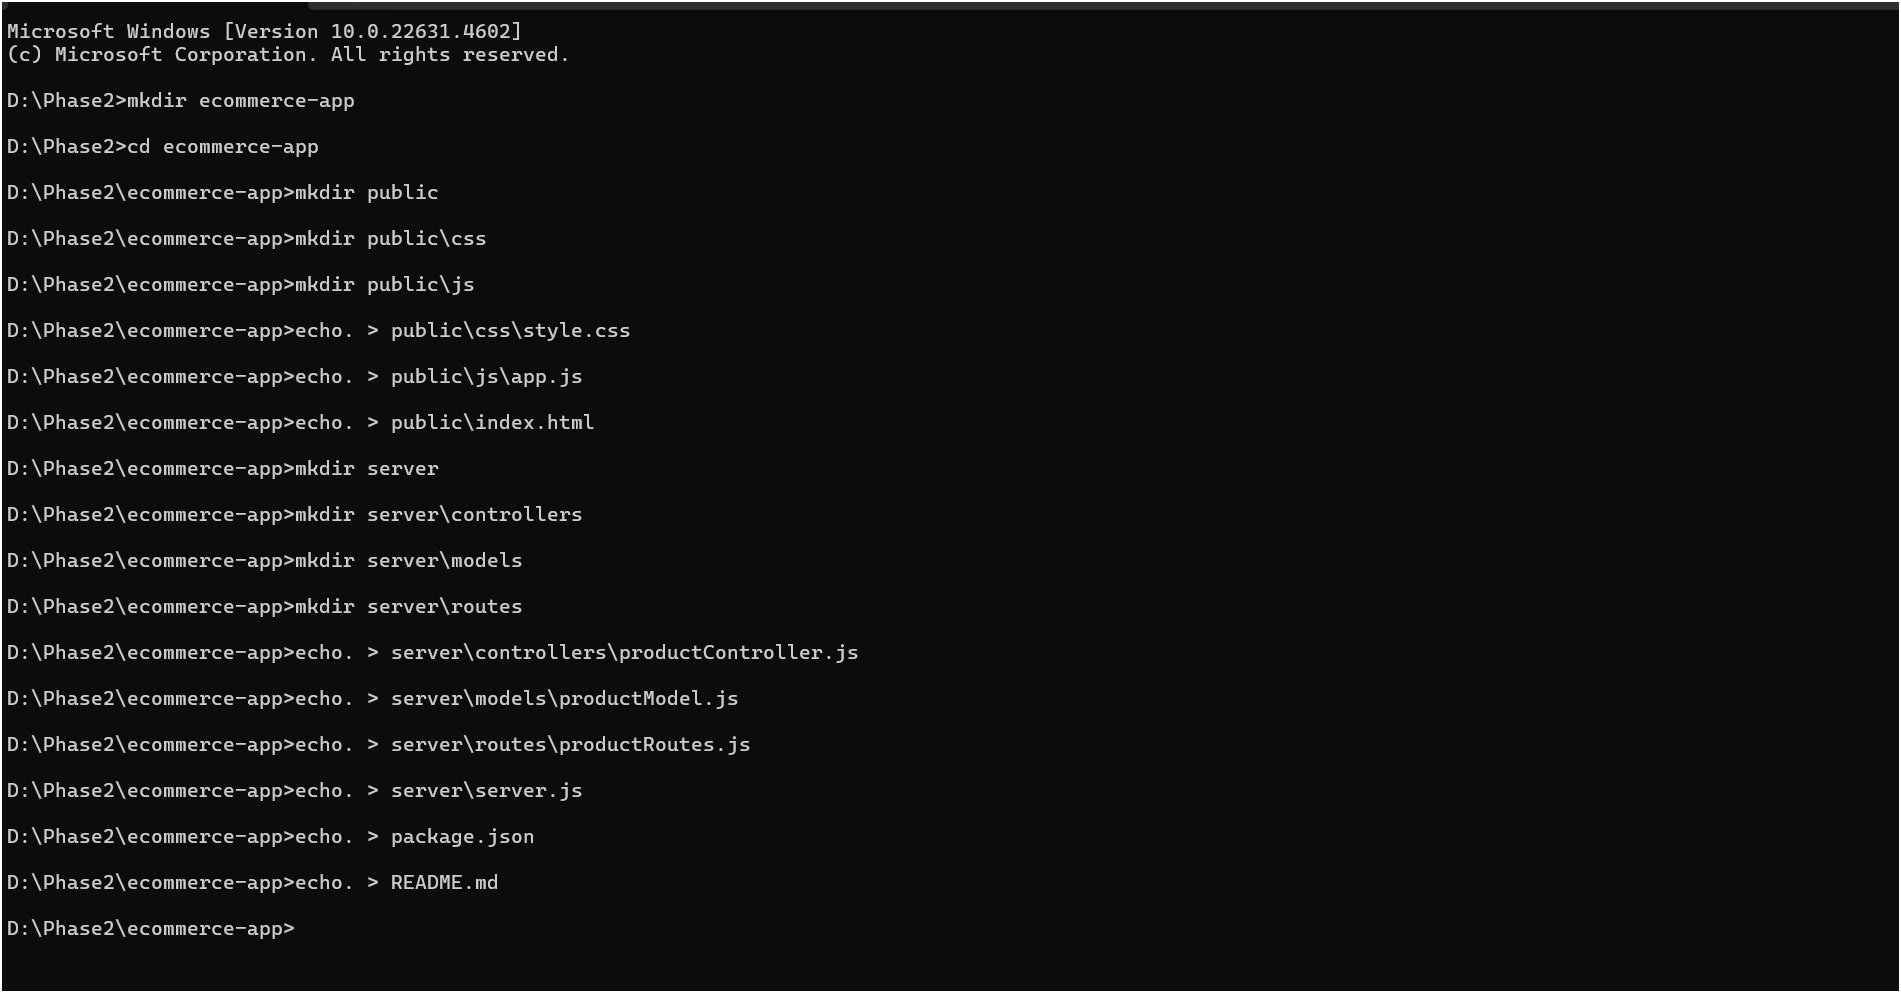 Microsoft Windows [Version 10.0.22631.4602]
(c) Microsoft Corporation. All rights reserved.
D:\Phase2>mkdir ecommerce-app
D:\Phase2>cd ecommerce-app
D:\Phase2\ecommerce-app>mkdir public
D:\Phase2\ecommerce-app>mkdir public\css
D:\Phase2\ecommerce-app>mkdir public\js
D:\Phase2\ecommerce-app>echo. > public\css\style.css
D:\Phase2\ecommerce-app>echo. > public\js\app.js
D:\Phase2\ecommerce-app>echo. > public\index.html
D:\Phase2\ecommerce-app>mkdir server
D:\Phase2\ecommerce-app>mkdir server\controllers
D:\Phase2\ecommerce-app>mkdir server\models
D:\Phase2\ecommerce-app>mkdir server\routes
D:\Phase2\ecommerce-app>echo. > server\controllers\productController.js
D:\Phase2\ecommerce-app>echo. > server\models\productModel.js
D:\Phase2\ecommerce-app>echo. > server\routes\productRoutes.js
D:\Phase2\ecommerce-app>echo. > server\server.js
D:\Phase2\ecommerce-app>echo. > package.json
D:\Phase2\ecommerce-app>echo. > README.md
D:\Phase2\ecommerce-app>